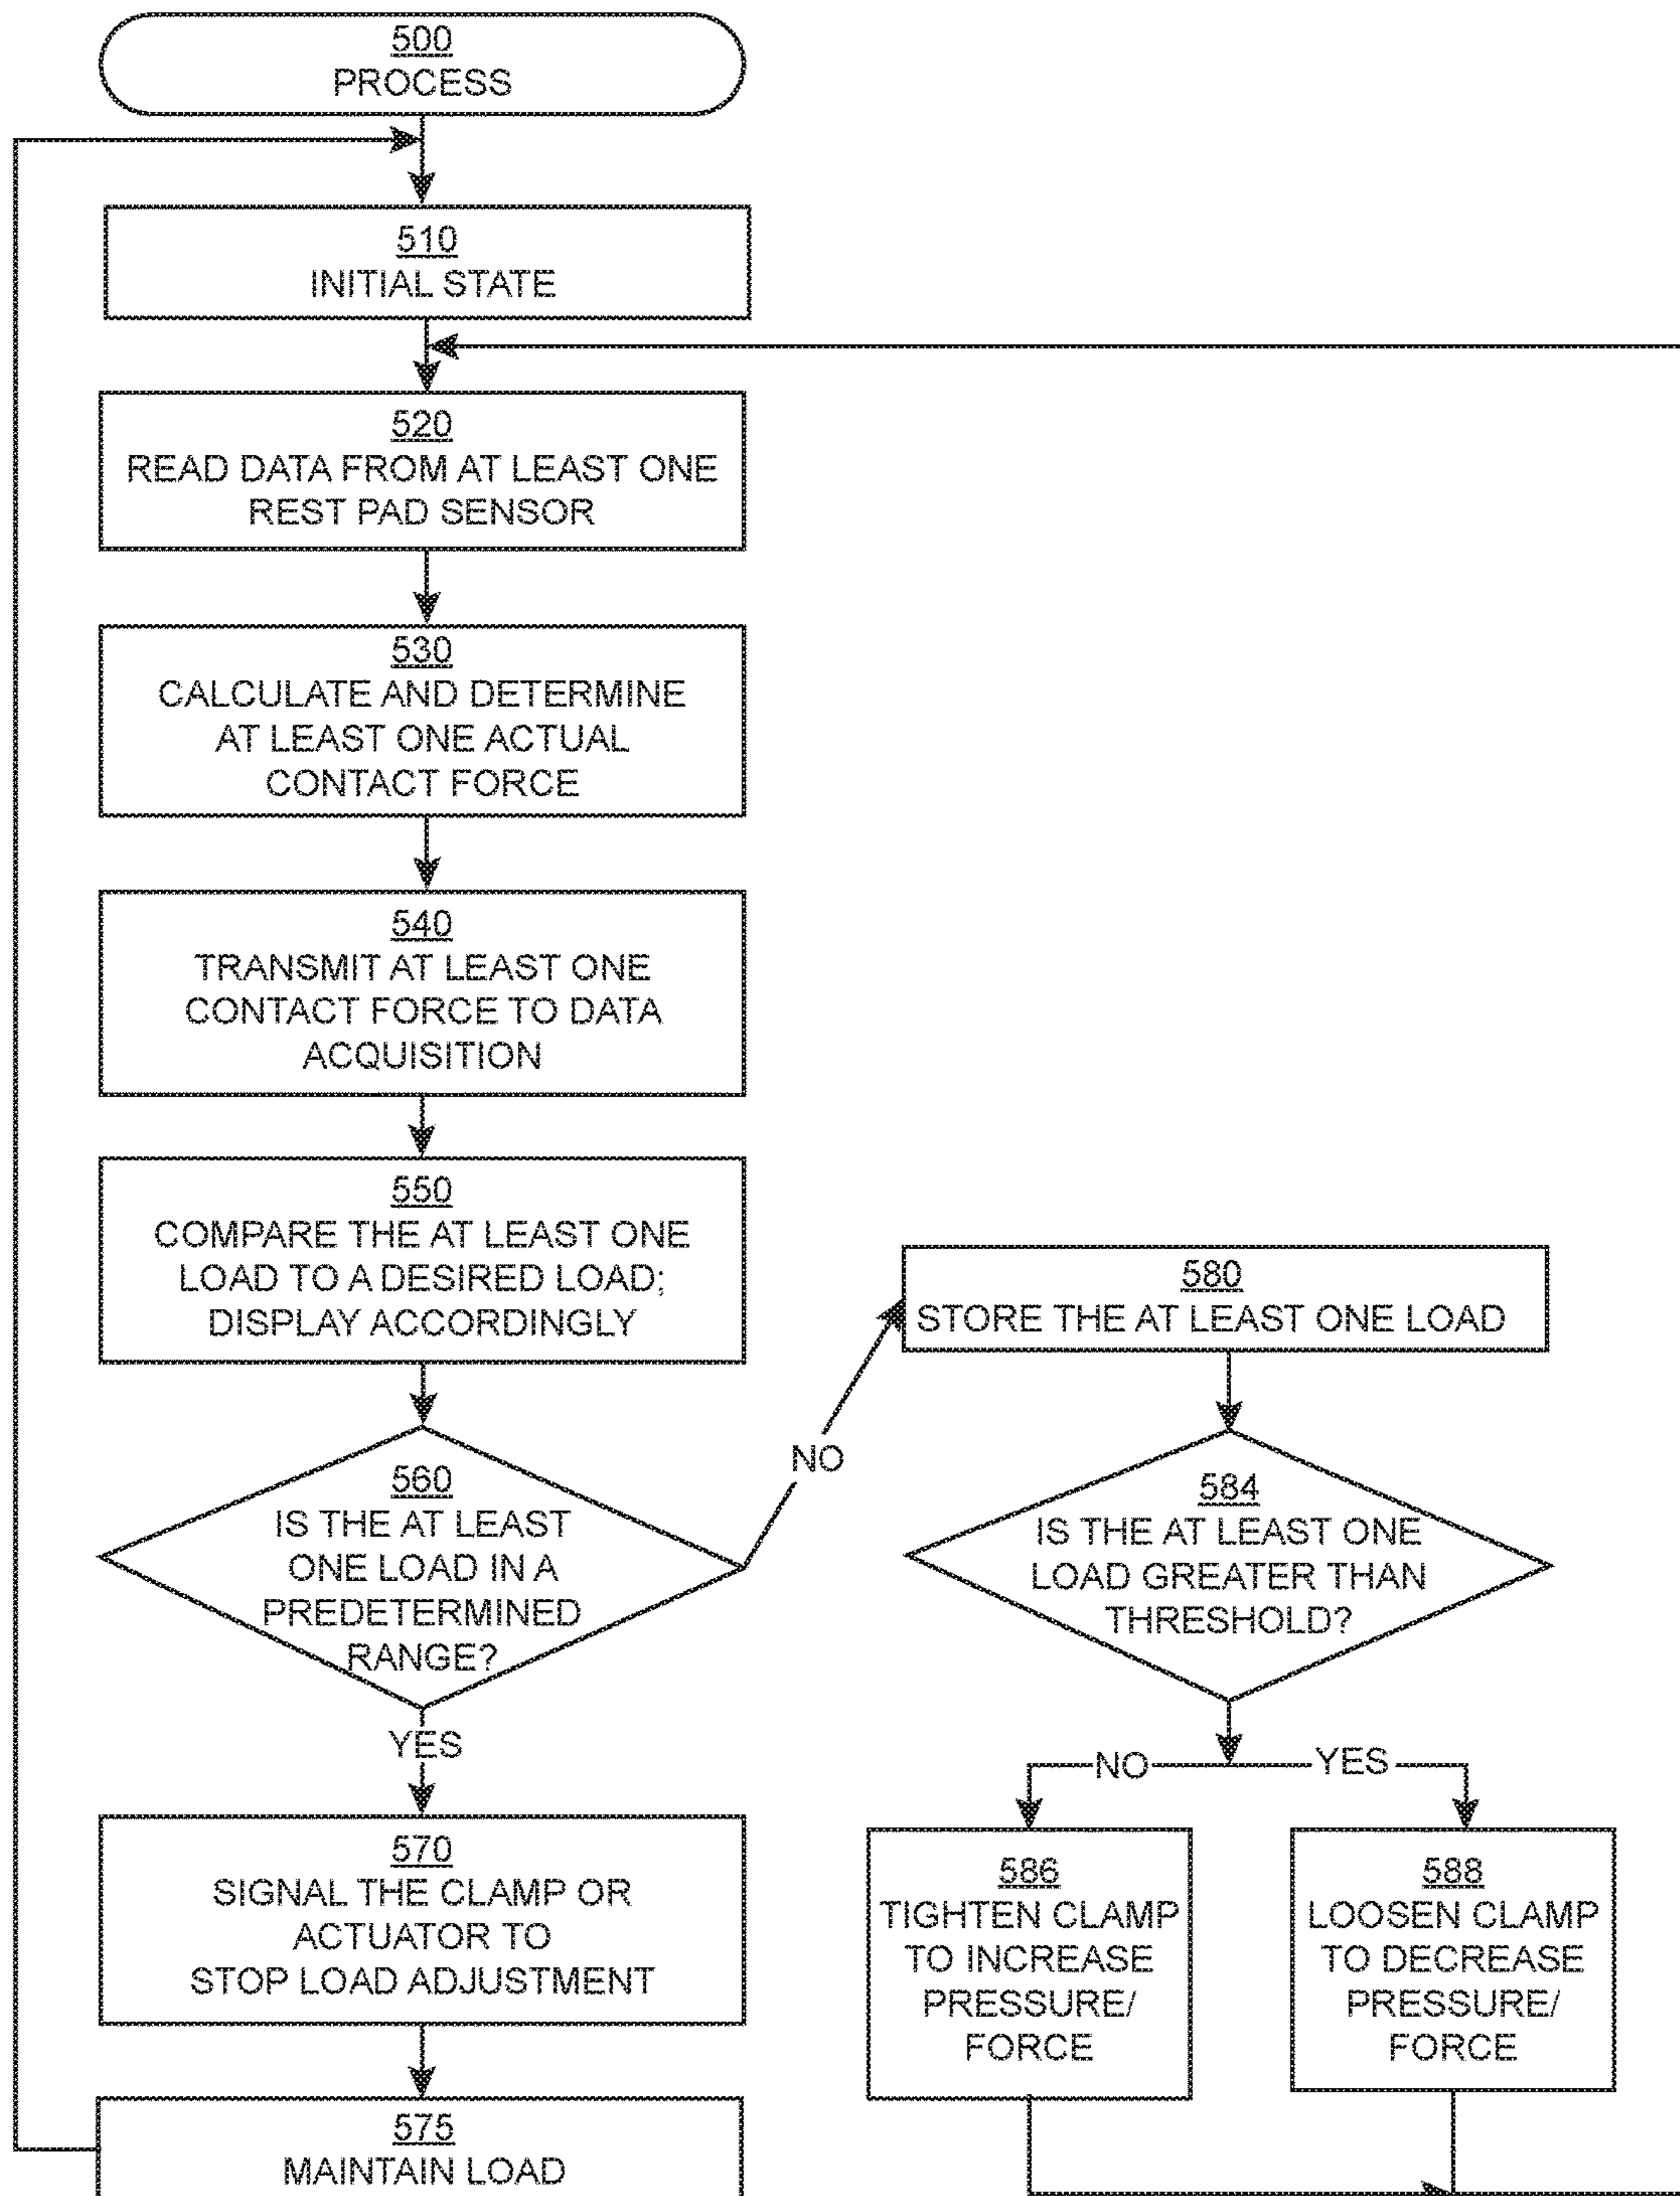 500
PROCESS
510
INITIAL STATE
520
READ DATA FROM AT LEAST ONE
REST PAD SENSOR
530
CALCULATE AND DETERMINE
AT LEAST ONE ACTUAL
CONTACT FORCE
540
TRANSMIT AT LEAST ONE
CONTACT FORCE TO DATA
ACQUISITION
550
COMPARE THE AT LEAST ONE
LOAD TO A DESIRED LOAD;
DISPLAY ACCORDINGLY
560
IS THE AT LEAST
ONE LOAD IN A
PREDETERMINED
RANGE?
YES
570
SIGNAL THE CLAMP OR
ACTUATOR TO
STOP LOAD ADJUSTMENT
575
MAINTAIN LOAD
NO
580
STORE THE AT LEAST ONE LOAD
584
IS THE AT LEAST ONE
LOAD GREATER THAN
THRESHOLD?
NO
YES
586
TIGHTEN CLAMP
TO INCREASE
PRESSURE/
FORCE
588
LOOSEN CLAMP
TO DECREASE
PRESSURE/
FORCE